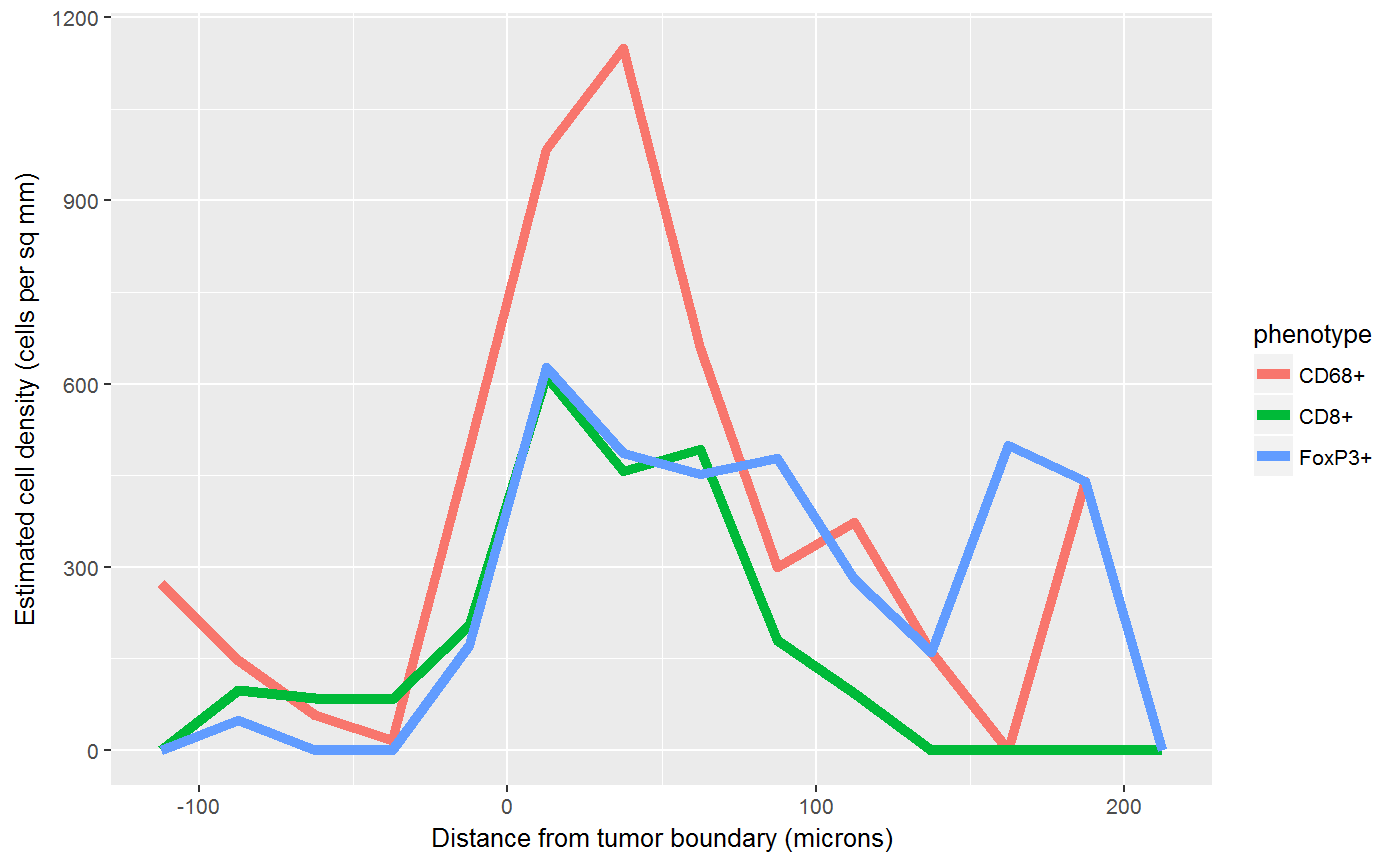 Estimated cell density (cells per sq mm)
1200
900
600
300
0
-100
0
100
200
Distance from tumor boundary (microns)
phenotype
CD68+
CD8+
FoxP3+